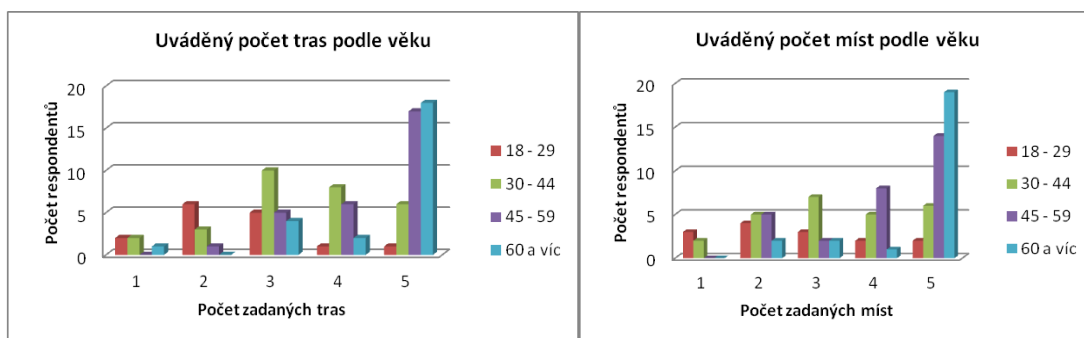 Uváděný počet tras podle věku
Počet respondentů
20
15
10
5
0
1 2 3 4 5
Počet zadaných tras
18 - 29
30 - 44
45 - 59
60 a víc
Uváděný počet míst podle věku
Počet respondentů
20
15
10
5
0
1 2 3 4 5
Počet zadaných míst
18 - 29
30 - 44
45 - 59
60 a víc